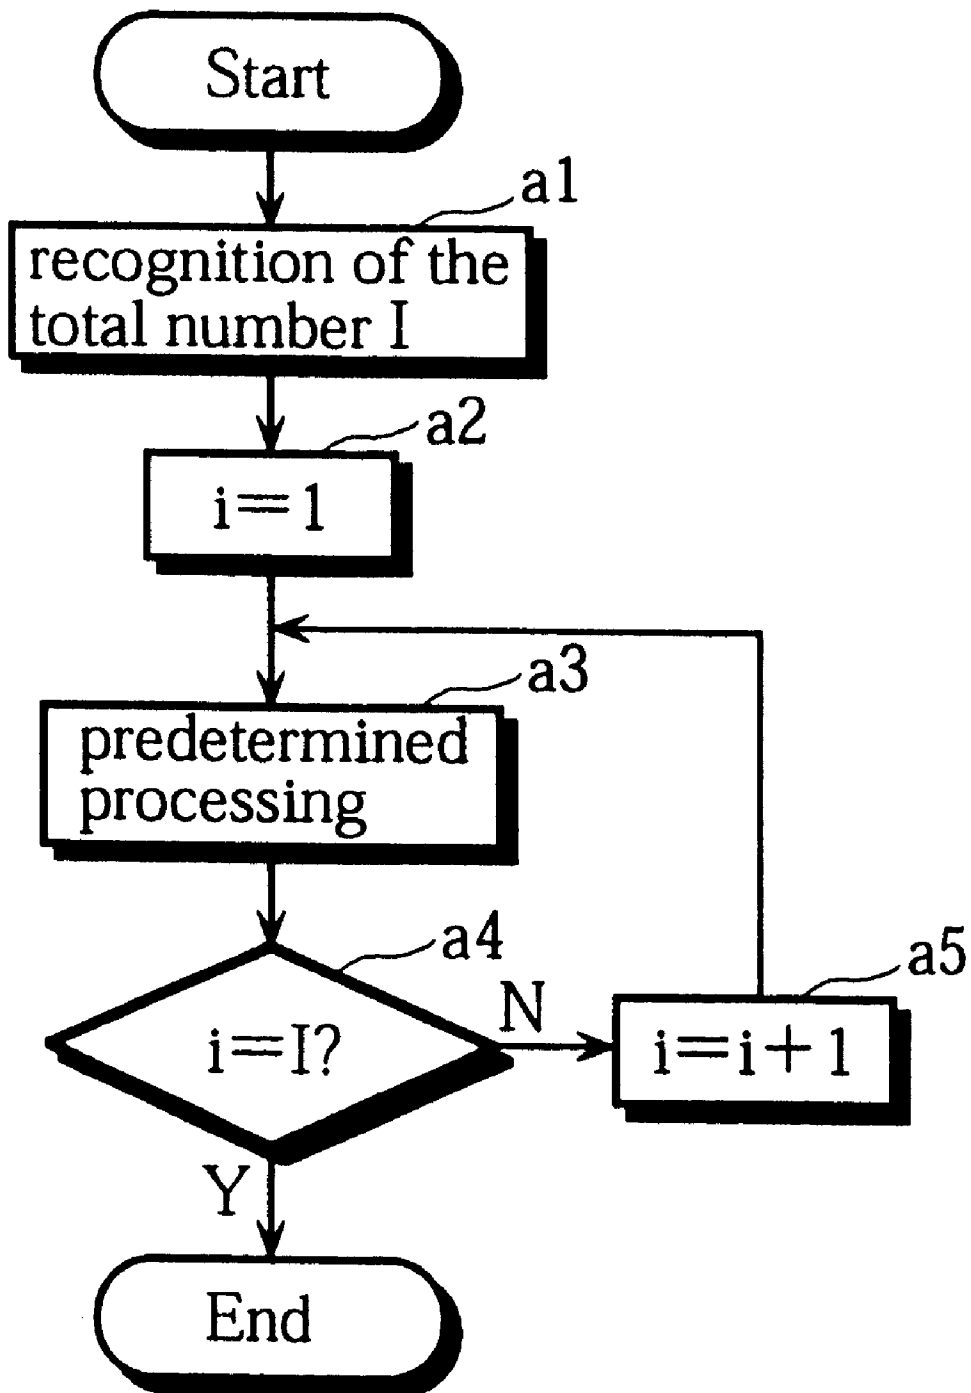 Start
a1
recognition of the
total number I
a2
i=1
a3
predetermined
processing
a4
i=I?
N
a5
i=i+1
Y
End